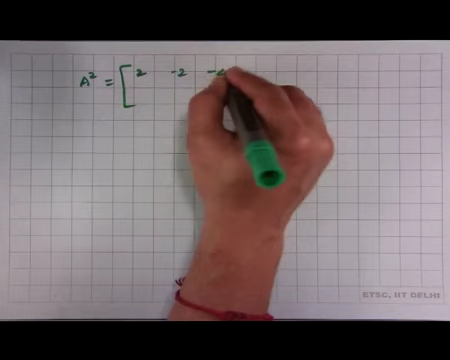 A² = [ 2 -2
ETSC, IIT DELHI